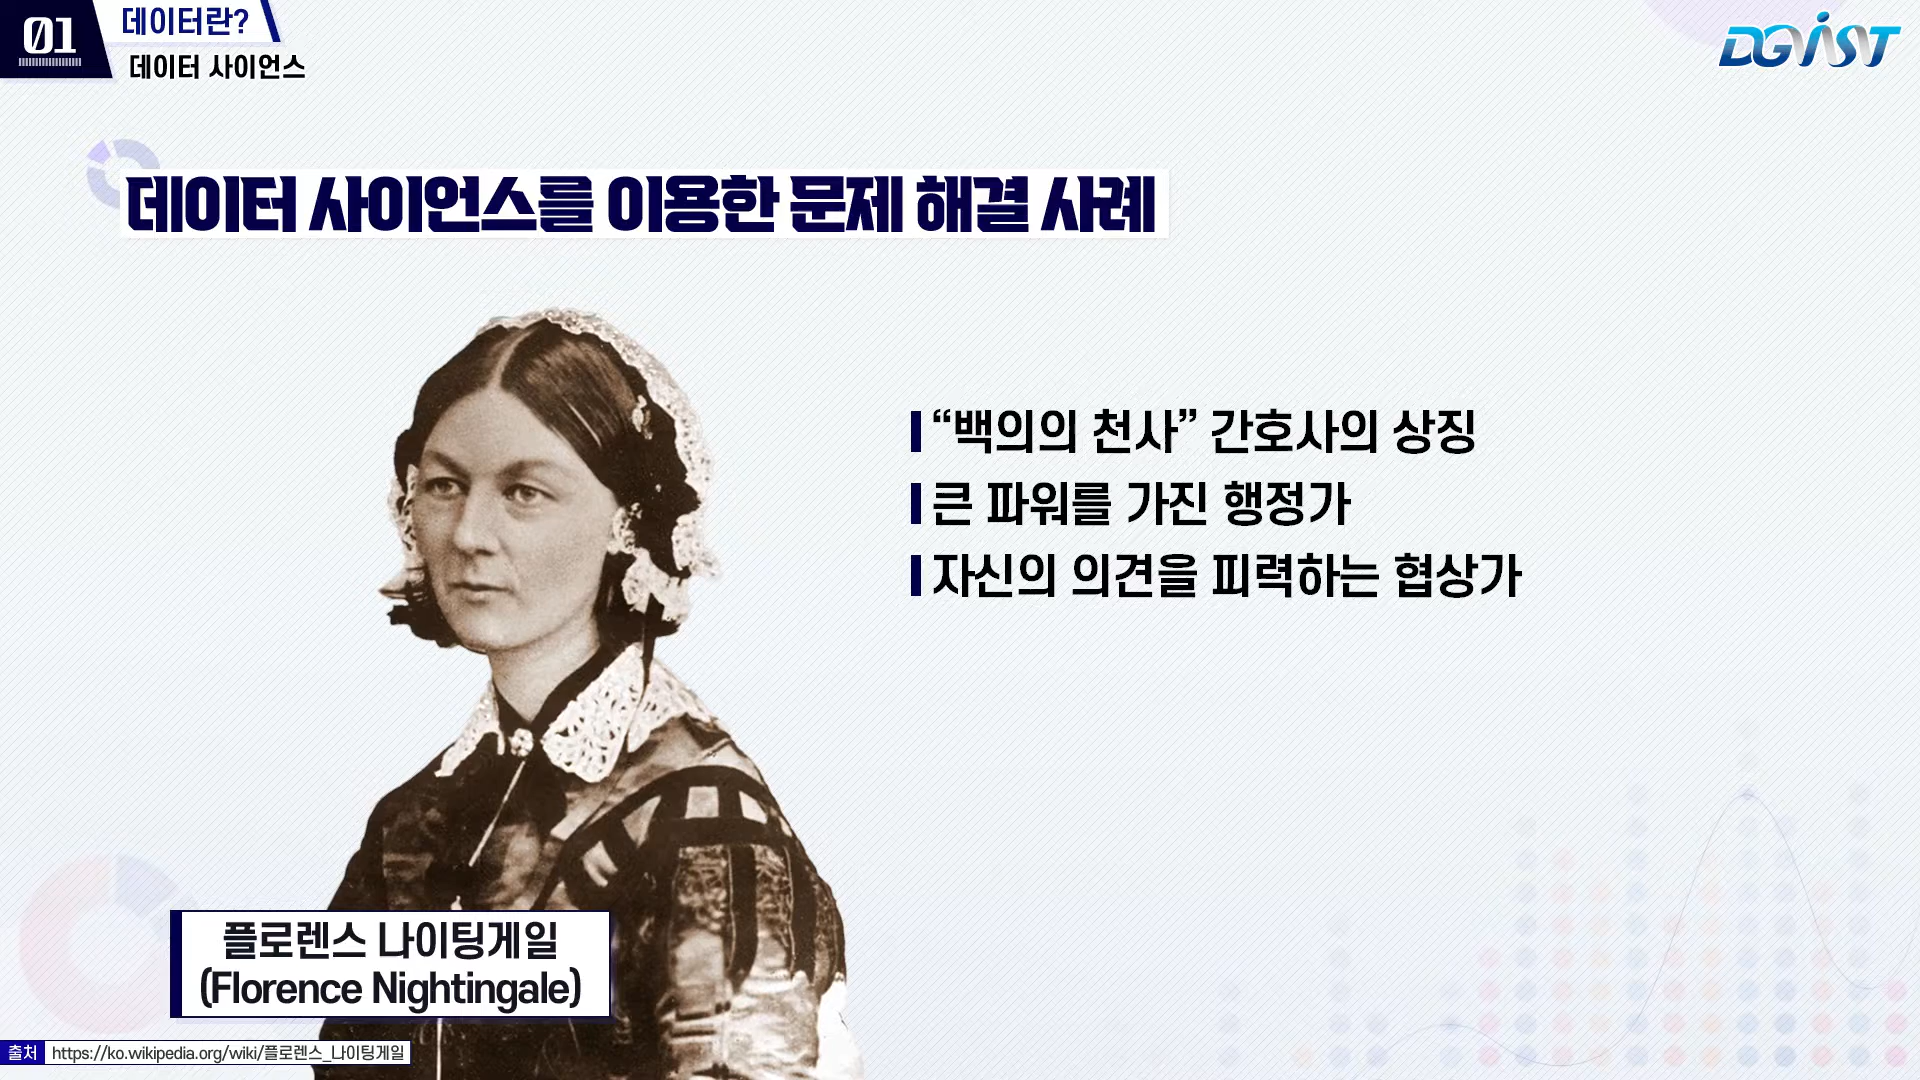 01
데이터란?
데이터 사이언스
DGIST
데이터 사이언스를 이용한 문제 해결 사례
“백의의 천사” 간호사의 상징
큰 파워를 가진 행정가
자신의 의견을 피력하는 협상가
플로렌스 나이팅게일
(Florence Nightingale)
출처 https://ko.wikipedia.org/wiki/플로렌스_나이팅게일